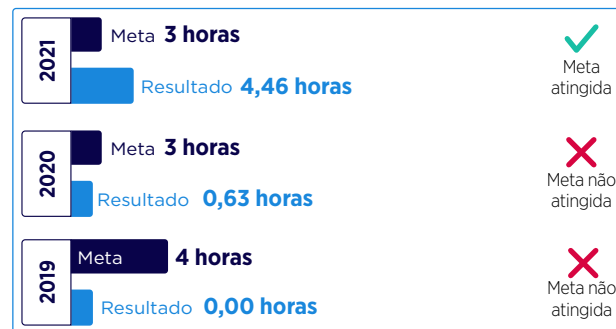 2021
Meta 3 horas
Resultado 4,46 horas
Meta
atingida
2020
Meta 3 horas
Resultado 0,63 horas
Meta não
atingida
2019
Meta 4 horas
Resultado 0,00 horas
Meta não
atingida